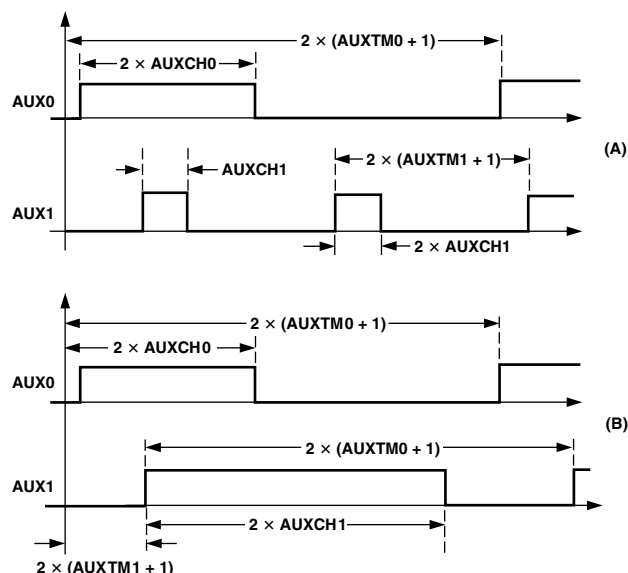 2 × (AUXTM0 + 1)
2 × AUXCH0
AUX0
(A)
2 × (AUXTM1 + 1)
AUXCH1
AUX1
2 × AUXCH1
2 × (AUXTM0 + 1)
2 × AUXCH0
AUX0
(B)
2 × (AUXTM0 + 1)
AUX1
2 × AUXCH1
2 × (AUXTM1 + 1)